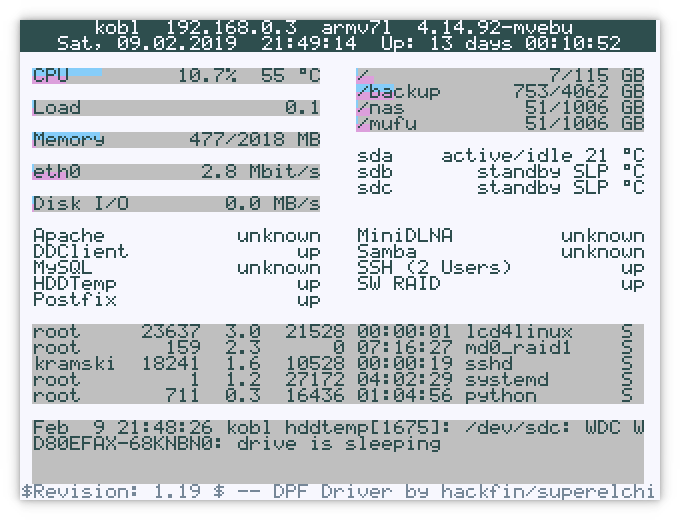 kobl  192.168.0.3  armv7l  4.14.92-mvebu
Sat, 09.02.2019  21:49:14  Up: 13 days 00:10:52
CPU 10.7% 55 °C
Load 0.1
Memory 477/2018 MB
eth0 2.8 Mbit/s
Disk I/O 0.0 MB/s
/ 7/115 GB
/backup 753/4062 GB
/nas 51/1006 GB
/mufu 51/1006 GB
sda active/idle 21 °C
sdb standby SLP °C
sdc standby SLP °C
Apache unknown
DDClient up
MySQL unknown
HDDTemp up
Postfix up
MiniDLNA unknown
Samba unknown
SSH (2 Users) up
SW RAID up
root 23637 3.0 21528 00:00:01 lcd4linux S
root 159 2.3 0 07:16:27 md0_raid1 S
kramski 18241 1.6 10528 00:00:19 sshd S
root 1 1.2 27172 04:02:29 systemd S
root 711 0.3 16436 01:04:56 python S
Feb  9 21:48:26 kobl hddtemp[1675]: /dev/sdc: WDC W
D80EFAX-68KNBN0: drive is sleeping
$Revision: 1.19 $ -- DPF Driver by hackfin/superelchi